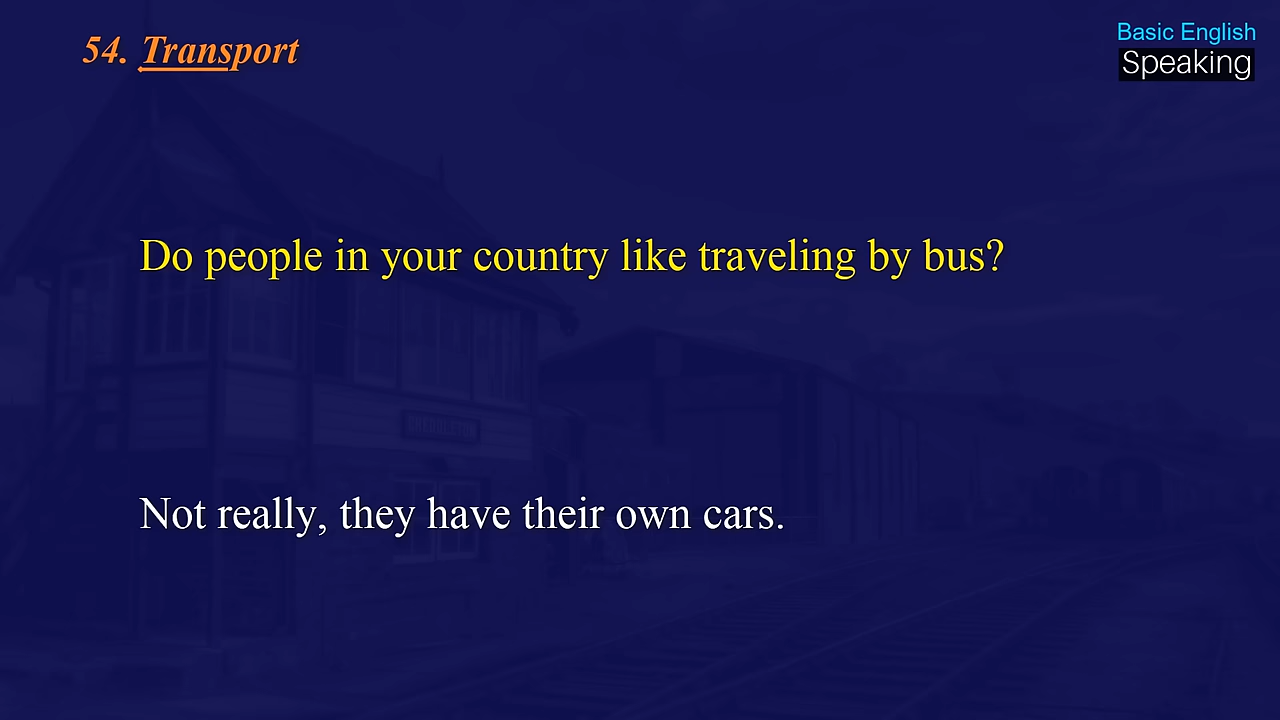 54. Transport
Basic English
Speaking
Do people in your country like traveling by bus?
Not really, they have their own cars.